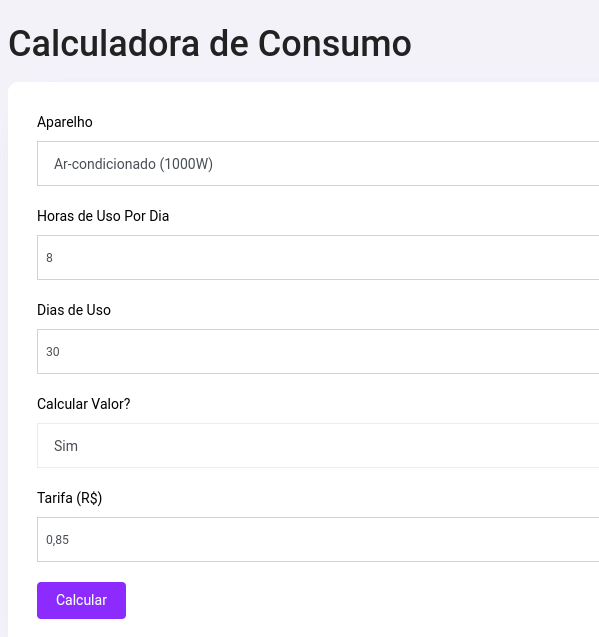 Calculadora de Consumo
Aparelho
Ar-condicionado (1000W)
Horas de Uso Por Dia
8
Dias de Uso
30
Calcular Valor?
Sim
Tarifa (R$)
0,85
Calcular